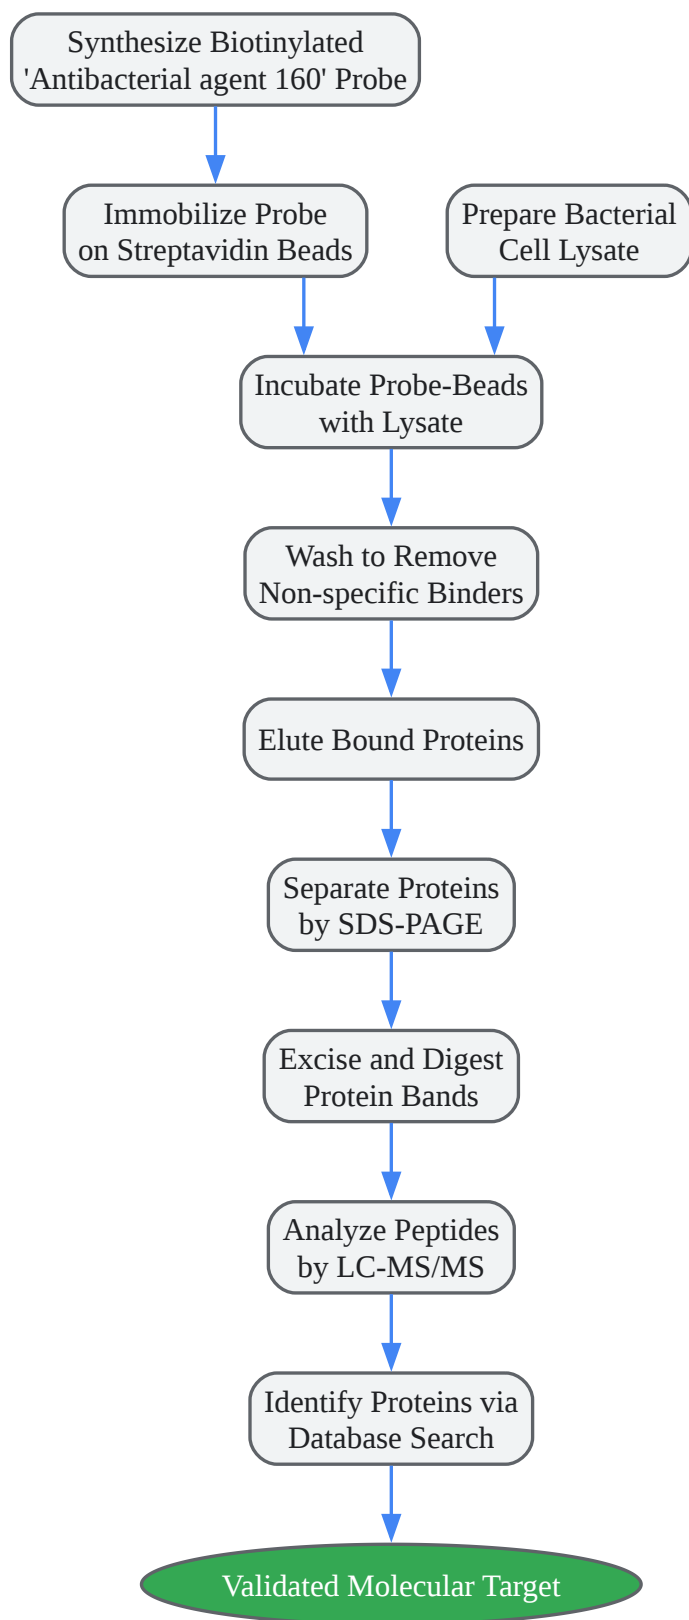 Synthesize Biotinylated
'Antibacterial agent 160' Probe
Immobilize Probe
on Streptavidin Beads
Prepare Bacterial
Cell Lysate
Incubate Probe-Beads
with Lysate
Wash to Remove
Non-specific Binders
Elute Bound Proteins
Separate Proteins
by SDS-PAGE
Excise and Digest
Protein Bands
Analyze Peptides
by LC-MS/MS
Identify Proteins via
Database Search
Validated Molecular Target